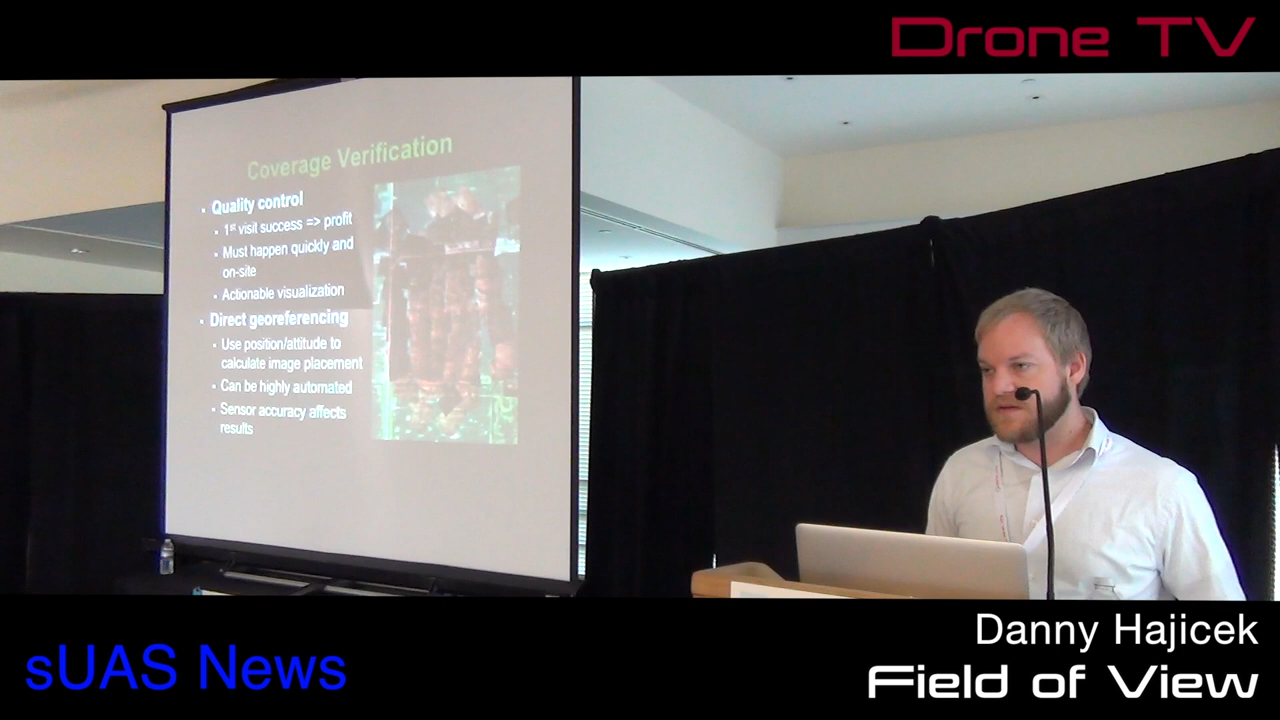 Drone TV
Coverage Verification
Quality control
1st visit success => profit
Must happen quickly and
on-site
Actionable visualization
Direct georeferencing
Use position/attitude to
calculate image placement
Can be highly automated
Sensor accuracy affects
results
Danny Hajicek
sUAS News
Field of View